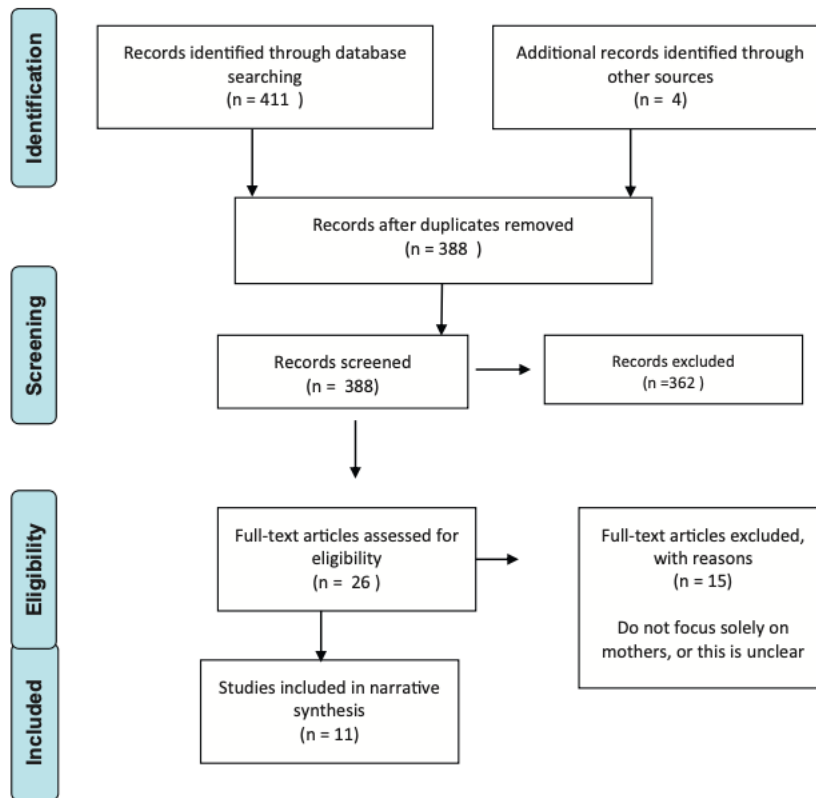 Identification
Records identified through database
searching
(n = 411 )
Additional records identified through
other sources
(n = 4)
Records after duplicates removed
(n = 388 )
Screening
Records screened
(n = 388)
Records excluded
(n =362 )
Eligibility
Full-text articles assessed for
eligibility
(n = 26 )
Full-text articles excluded,
with reasons
(n = 15)
Do not focus solely on
mothers, or this is unclear
Included
Studies included in narrative
synthesis
(n = 11)